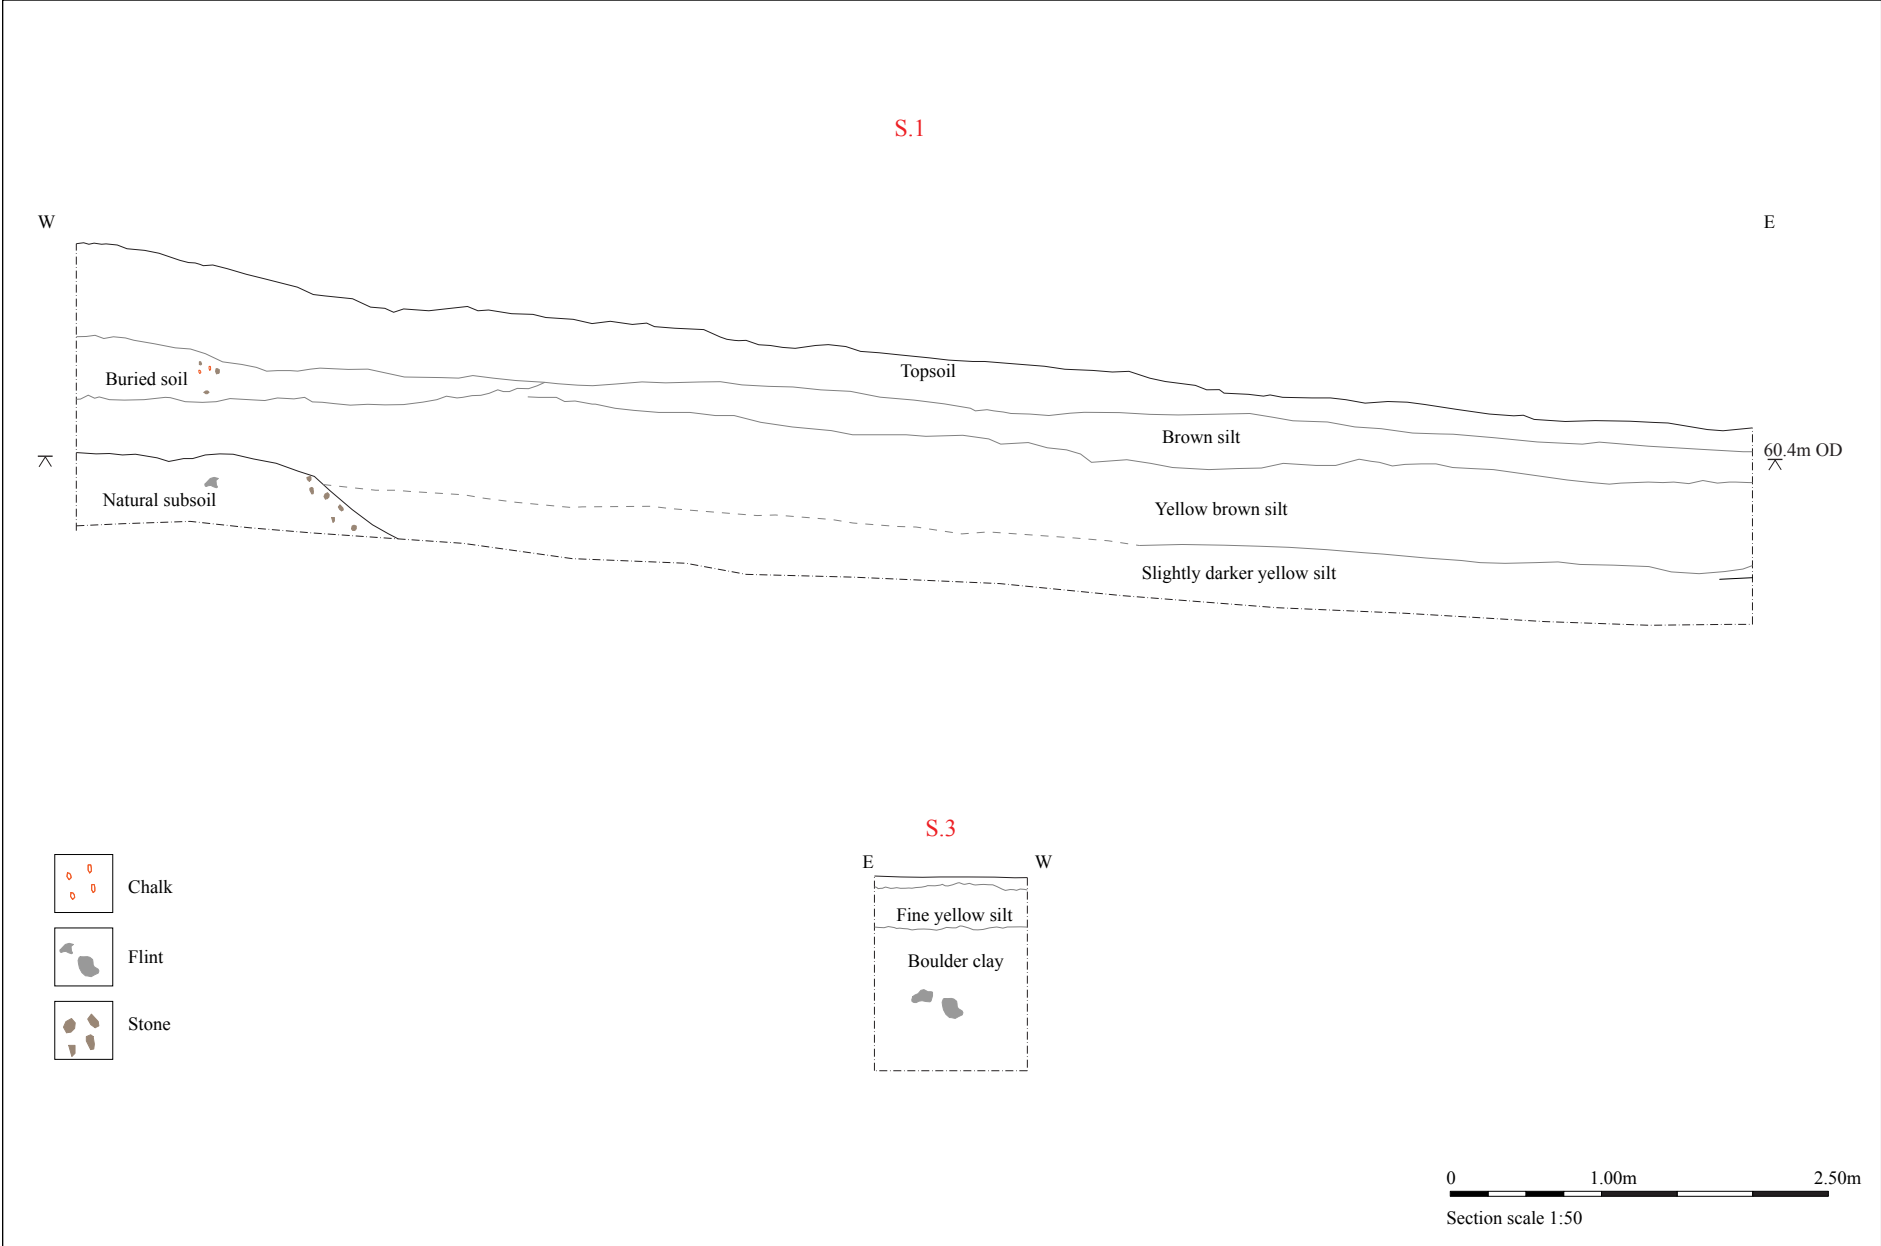 S.1
W
E
Topsoil
Buried soil
Brown silt
60.4m OD
Natural subsoil
Yellow brown silt
Slightly darker yellow silt
S.3
E
W
Fine yellow silt
Boulder clay
Chalk
Flint
Stone
0 1.00m 2.50m
Section scale 1:50